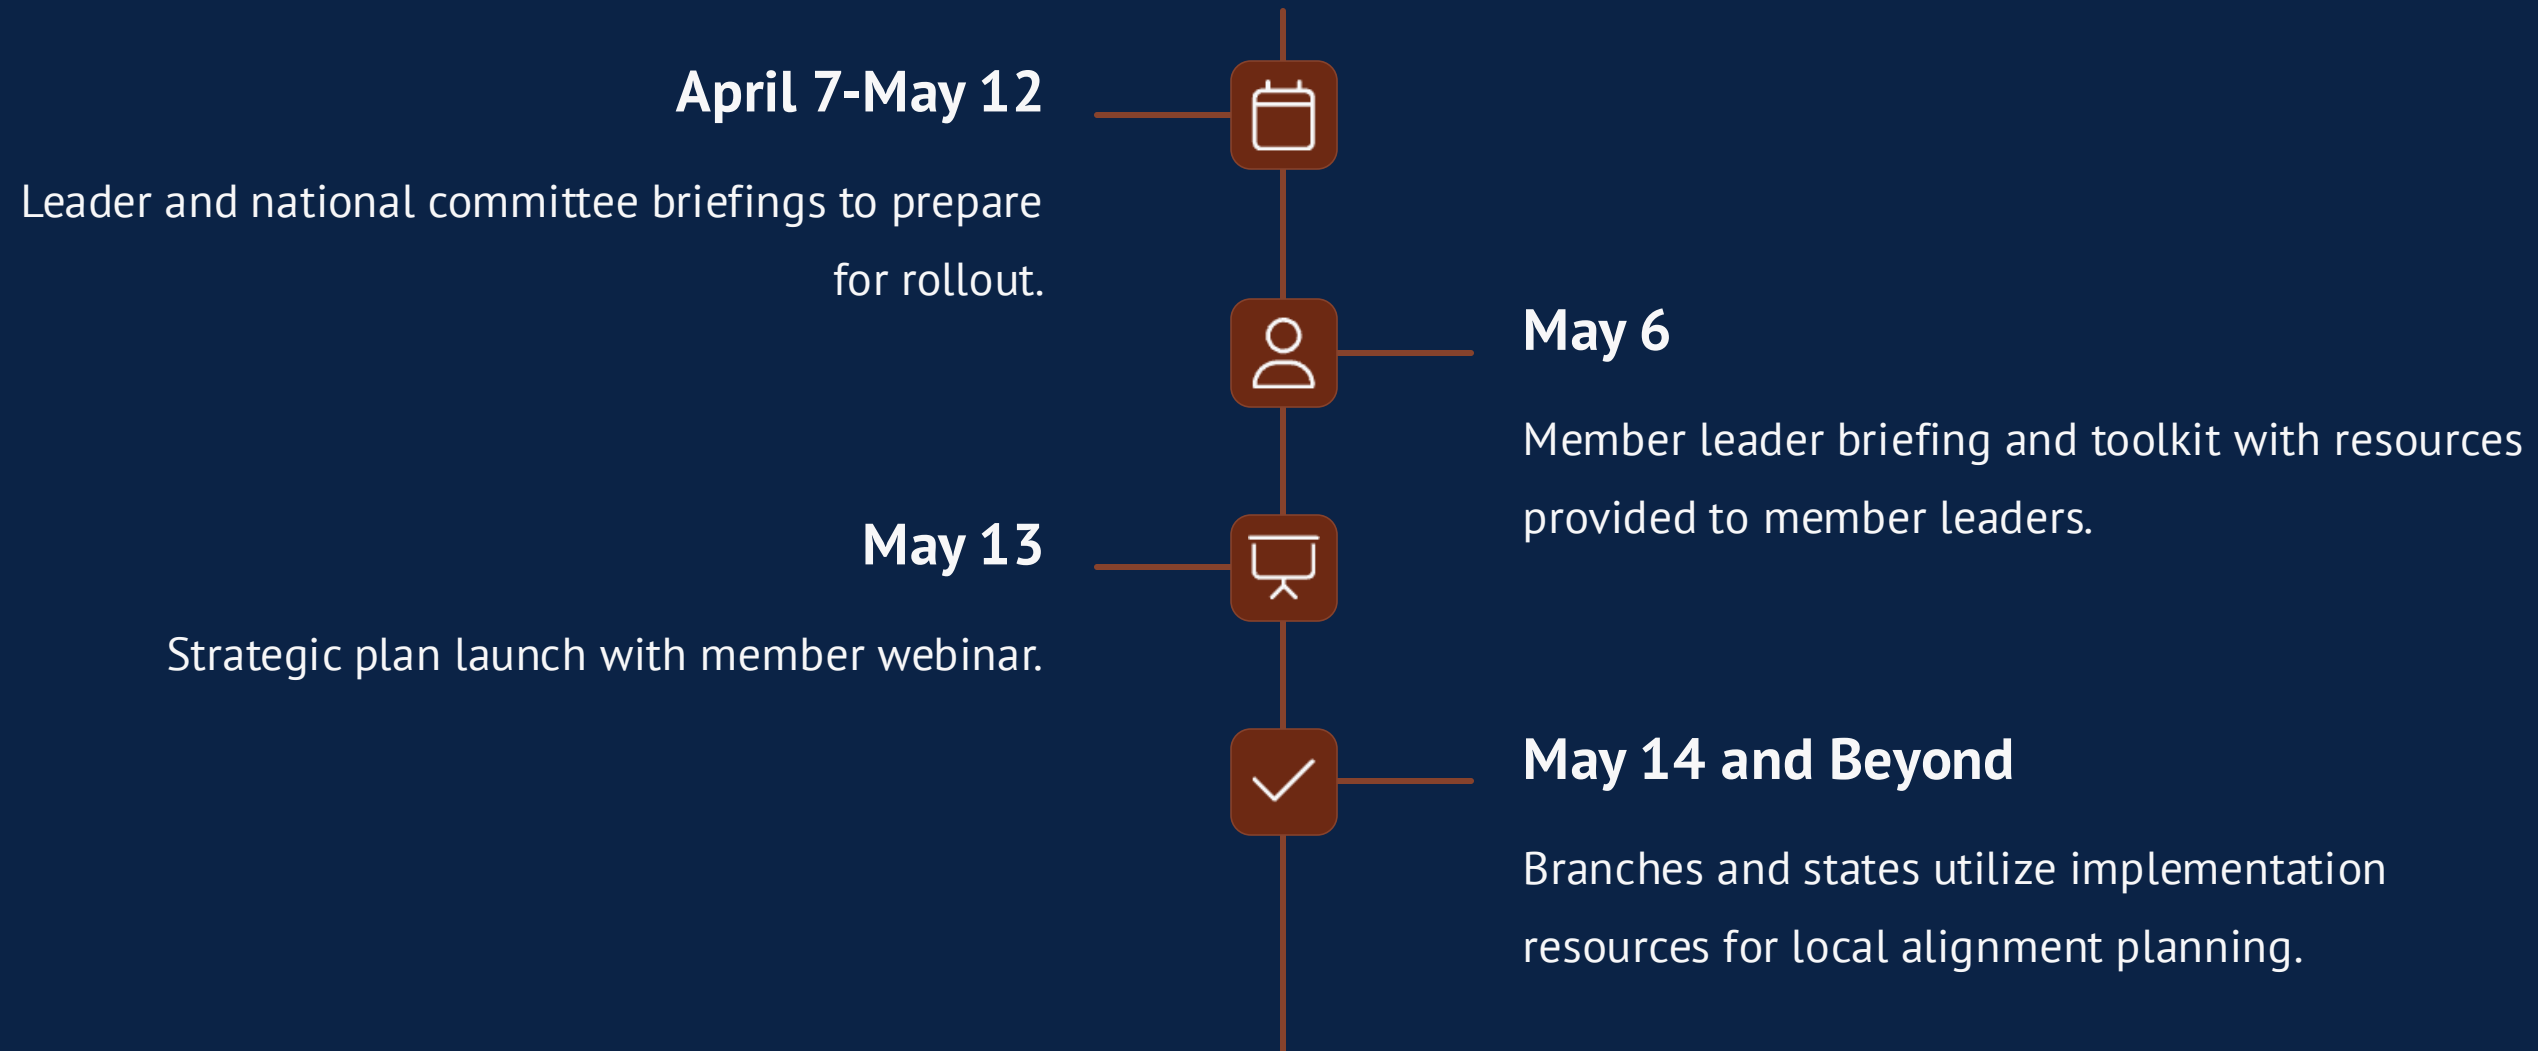 April 7-May 12
Leader and national committee briefings to prepare
for rollout.
May 6
Member leader briefing and toolkit with resources
provided to member leaders.
May 13
Strategic plan launch with member webinar.
May 14 and Beyond
Branches and states utilize implementation
resources for local alignment planning.